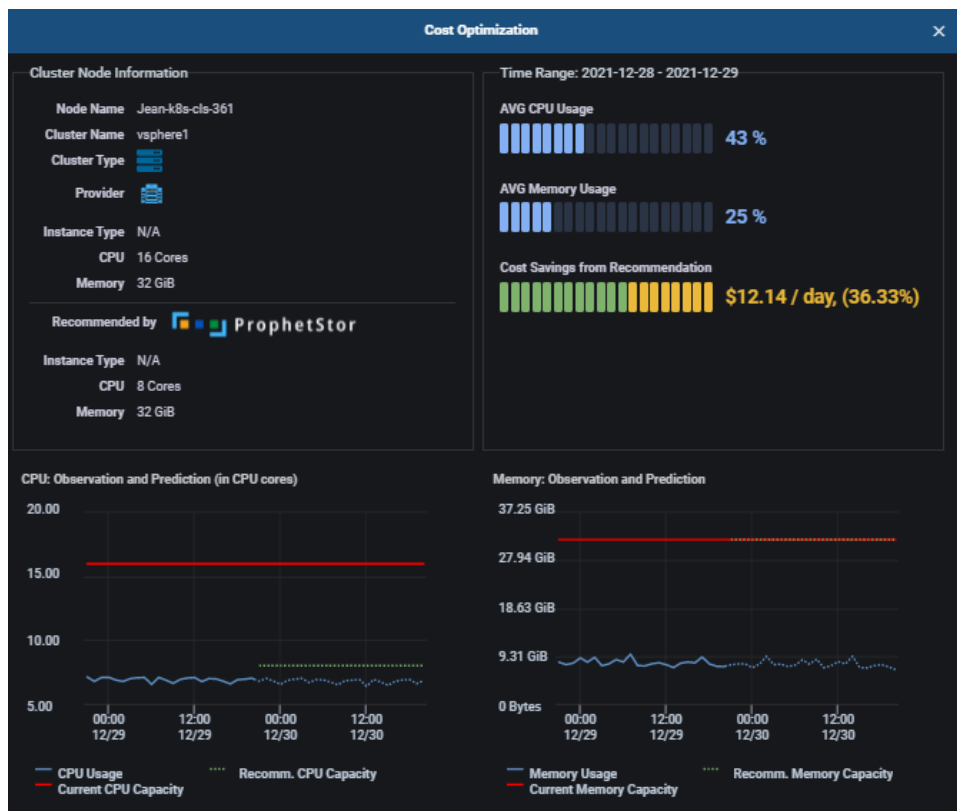 Cost Optimization
Cluster Node Information
Node Name Jean-k8s-cls-361
Cluster Name vsphere1
Cluster Type
Provider
Instance Type N/A
CPU 16 Cores
Memory 32 GiB
Recommended by ProphetStor
Instance Type N/A
CPU 8 Cores
Memory 32 GiB
Time Range: 2021-12-28 - 2021-12-29
AVG CPU Usage
43 %
AVG Memory Usage
25 %
Cost Savings from Recommendation
$12.14 / day, (36.33%)
CPU: Observation and Prediction (in CPU cores)
20.00
15.00
10.00
5.00
00:00 12:00 00:00 12:00
12/29 12/29 12/30 12/30
CPU Usage Recomm. CPU Capacity
Current CPU Capacity
Memory: Observation and Prediction
37.25 GiB
27.94 GiB
18.63 GiB
9.31 GiB
0 Bytes
00:00 12:00 00:00 12:00
12/29 12/29 12/30 12/30
Memory Usage Recomm. Memory Capacity
Current Memory Capacity